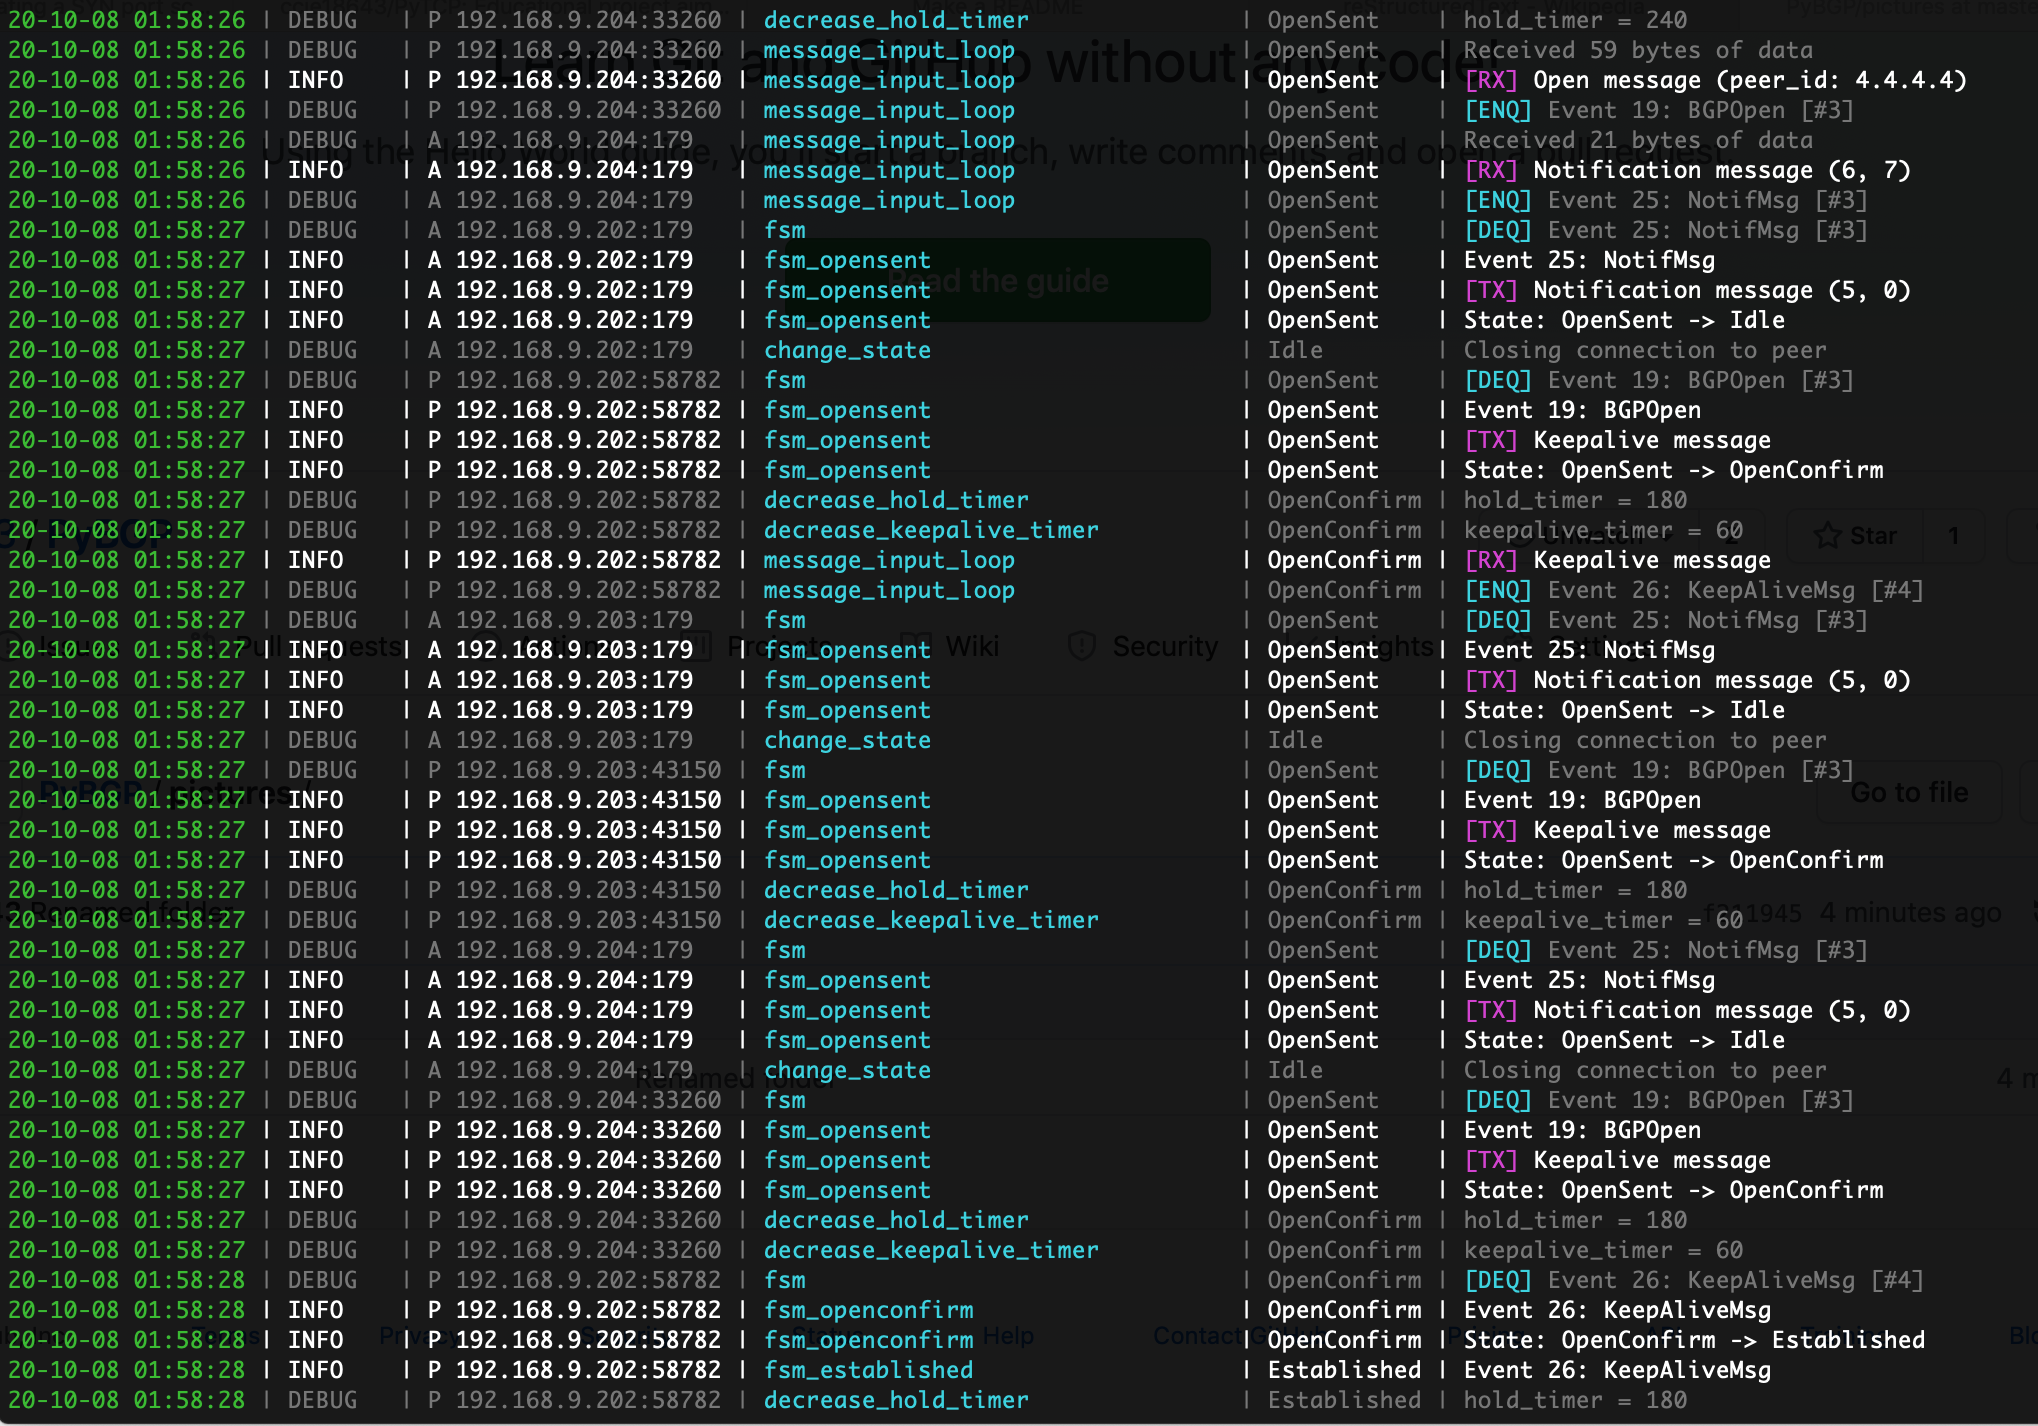 20-10-08 01:58:26 | DEBUG | P 192.168.9.204:33260 | decrease_hold_timer | OpenSent | hold_timer = 240
20-10-08 01:58:26 | DEBUG | P 192.168.9.204:33260 | message_input_loop | OpenSent | Received 59 bytes of data
20-10-08 01:58:26 | INFO | P 192.168.9.204:33260 | message_input_loop | OpenSent | [RX] Open message (peer_id: 4.4.4.4)
20-10-08 01:58:26 | DEBUG | P 192.168.9.204:33260 | message_input_loop | OpenSent | [ENQ] Event 19: BGPOpen [#3]
20-10-08 01:58:26 | DEBUG | A 192.168.9.204:179 | message_input_loop | OpenSent | Received 21 bytes of data
20-10-08 01:58:26 | INFO | A 192.168.9.204:179 | message_input_loop | OpenSent | [RX] Notification message (6, 7)
20-10-08 01:58:26 | DEBUG | A 192.168.9.204:179 | message_input_loop | OpenSent | [ENQ] Event 25: NotifMsg [#3]
20-10-08 01:58:27 | DEBUG | A 192.168.9.202:179 | fsm | OpenSent | [DEQ] Event 25: NotifMsg [#3]
20-10-08 01:58:27 | INFO | A 192.168.9.202:179 | fsm_opensent | OpenSent | Event 25: NotifMsg
20-10-08 01:58:27 | INFO | A 192.168.9.202:179 | fsm_opensent | OpenSent | [TX] Notification message (5, 0)
20-10-08 01:58:27 | INFO | A 192.168.9.202:179 | fsm_opensent | OpenSent | State: OpenSent -> Idle
20-10-08 01:58:27 | DEBUG | A 192.168.9.202:179 | change_state | Idle | Closing connection to peer
20-10-08 01:58:27 | DEBUG | P 192.168.9.202:58782 | fsm | OpenSent | [DEQ] Event 19: BGPOpen [#3]
20-10-08 01:58:27 | INFO | P 192.168.9.202:58782 | fsm_opensent | OpenSent | Event 19: BGPOpen
20-10-08 01:58:27 | INFO | P 192.168.9.202:58782 | fsm_opensent | OpenSent | [TX] Keepalive message
20-10-08 01:58:27 | INFO | P 192.168.9.202:58782 | fsm_opensent | OpenSent | State: OpenSent -> OpenConfirm
20-10-08 01:58:27 | DEBUG | P 192.168.9.202:58782 | decrease_hold_timer | OpenConfirm | hold_timer = 180
20-10-08 01:58:27 | DEBUG | P 192.168.9.202:58782 | decrease_keepalive_timer | OpenConfirm | keepalive_timer = 60
20-10-08 01:58:27 | INFO | P 192.168.9.202:58782 | message_input_loop | OpenConfirm | [RX] Keepalive message
20-10-08 01:58:27 | DEBUG | P 192.168.9.202:58782 | message_input_loop | OpenConfirm | [ENQ] Event 26: KeepAliveMsg [#4]
20-10-08 01:58:27 | DEBUG | A 192.168.9.203:179 | fsm | OpenSent | [DEQ] Event 25: NotifMsg [#3]
20-10-08 01:58:27 | INFO | A 192.168.9.203:179 | fsm_opensent | OpenSent | Event 25: NotifMsg
20-10-08 01:58:27 | INFO | A 192.168.9.203:179 | fsm_opensent | OpenSent | [TX] Notification message (5, 0)
20-10-08 01:58:27 | INFO | A 192.168.9.203:179 | fsm_opensent | OpenSent | State: OpenSent -> Idle
20-10-08 01:58:27 | DEBUG | A 192.168.9.203:179 | change_state | Idle | Closing connection to peer
20-10-08 01:58:27 | DEBUG | P 192.168.9.203:43150 | fsm | OpenSent | [DEQ] Event 19: BGPOpen [#3]
20-10-08 01:58:27 | INFO | P 192.168.9.203:43150 | fsm_opensent | OpenSent | Event 19: BGPOpen
20-10-08 01:58:27 | INFO | P 192.168.9.203:43150 | fsm_opensent | OpenSent | [TX] Keepalive message
20-10-08 01:58:27 | INFO | P 192.168.9.203:43150 | fsm_opensent | OpenSent | State: OpenSent -> OpenConfirm
20-10-08 01:58:27 | DEBUG | P 192.168.9.203:43150 | decrease_hold_timer | OpenConfirm | hold_timer = 180
20-10-08 01:58:27 | DEBUG | P 192.168.9.203:43150 | decrease_keepalive_timer | OpenConfirm | keepalive_timer = 60
20-10-08 01:58:27 | DEBUG | A 192.168.9.204:179 | fsm | OpenSent | [DEQ] Event 25: NotifMsg [#3]
20-10-08 01:58:27 | INFO | A 192.168.9.204:179 | fsm_opensent | OpenSent | Event 25: NotifMsg
20-10-08 01:58:27 | INFO | A 192.168.9.204:179 | fsm_opensent | OpenSent | [TX] Notification message (5, 0)
20-10-08 01:58:27 | INFO | A 192.168.9.204:179 | fsm_opensent | OpenSent | State: OpenSent -> Idle
20-10-08 01:58:27 | DEBUG | A 192.168.9.204:179 | change_state | Idle | Closing connection to peer
20-10-08 01:58:27 | DEBUG | P 192.168.9.204:33260 | fsm | OpenSent | [DEQ] Event 19: BGPOpen [#3]
20-10-08 01:58:27 | INFO | P 192.168.9.204:33260 | fsm_opensent | OpenSent | Event 19: BGPOpen
20-10-08 01:58:27 | INFO | P 192.168.9.204:33260 | fsm_opensent | OpenSent | [TX] Keepalive message
20-10-08 01:58:27 | INFO | P 192.168.9.204:33260 | fsm_opensent | OpenSent | State: OpenSent -> OpenConfirm
20-10-08 01:58:27 | DEBUG | P 192.168.9.204:33260 | decrease_hold_timer | OpenConfirm | hold_timer = 180
20-10-08 01:58:27 | DEBUG | P 192.168.9.204:33260 | decrease_keepalive_timer | OpenConfirm | keepalive_timer = 60
20-10-08 01:58:28 | DEBUG | P 192.168.9.202:58782 | fsm | OpenConfirm | [DEQ] Event 26: KeepAliveMsg [#4]
20-10-08 01:58:28 | INFO | P 192.168.9.202:58782 | fsm_openconfirm | OpenConfirm | Event 26: KeepAliveMsg
20-10-08 01:58:28 | INFO | P 192.168.9.202:58782 | fsm_openconfirm | OpenConfirm | State: OpenConfirm -> Established
20-10-08 01:58:28 | INFO | P 192.168.9.202:58782 | fsm_established | Established | Event 26: KeepAliveMsg
20-10-08 01:58:28 | DEBUG | P 192.168.9.202:58782 | decrease_hold_timer | Established | hold_timer = 180